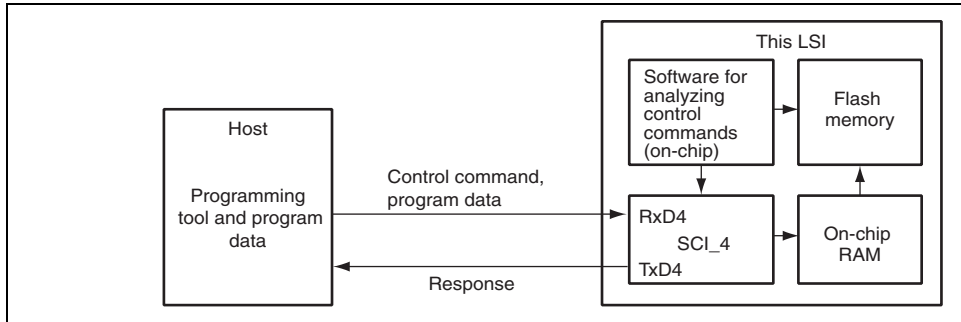 This LSI
Software for
analyzing
control
commands
(on-chip)
Flash
memory
Host
Programming
tool and program
data
Control command,
program data
RxD4
SCI_4
TxD4
On-chip
RAM
Response